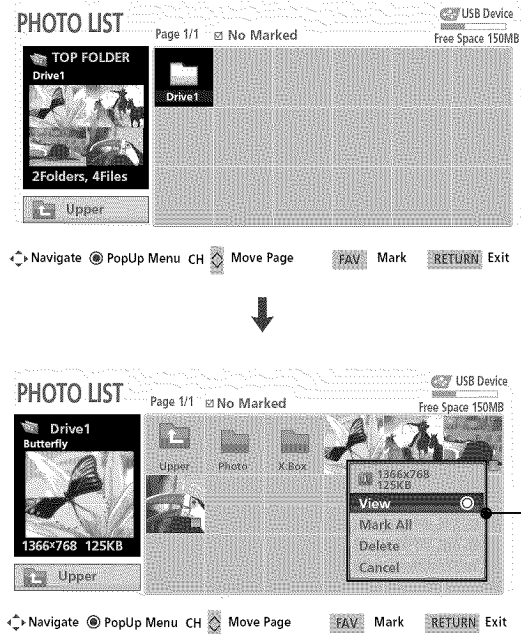 PHOTO LIST
Page 1/1
No Marked
USB Device
Free Space 150MB
TOP FOLDER
Drive1
2Folders, 4Files
Upper
Drive1
Navigate
PopUp Menu
CH
Move Page
FAV
Mark
RETURN
Exit
PHOTO LIST
Page 1/1
No Marked
USB Device
Free Space 150MB
Drive1
Butterfly
1366x768 125KB
Upper
Upper
Photo
X.Box
1366x768
125KB
View
Mark All
Delete
Cancel
Navigate
PopUp Menu
CH
Move Page
FAV
Mark
RETURN
Exit